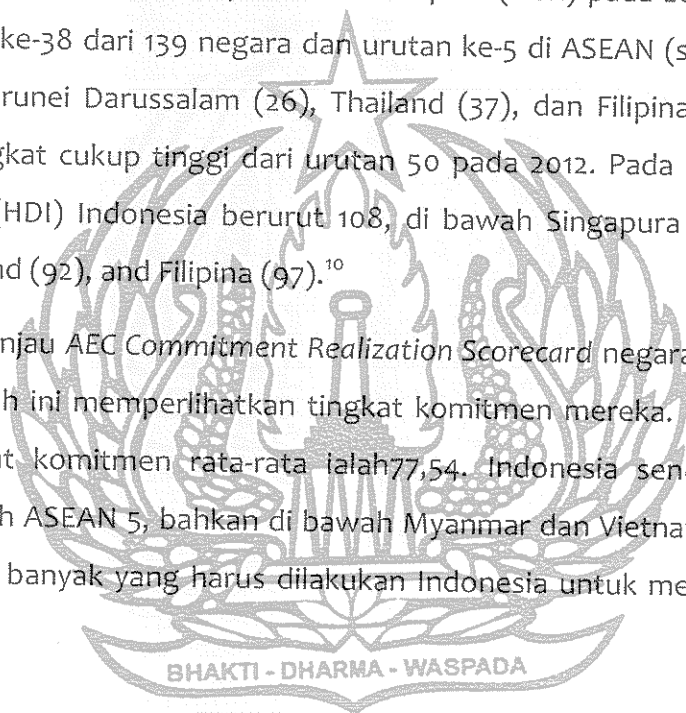 ke-38 dari 139 negara dan urutan ke-5 di ASEAN (s
runei Darussalam (26), Thailand (37), dan Filipina
gkat cukup tinggi dari urutan 50 pada 2012. Pada
(HDI) Indonesia berurut 108, di bawah Singapura
nd (92), and Filipina (97).¹⁰
njau AEC Commitment Realization Scorecard negara
h ini memperlihatkan tingkat komitmen mereka.
at komitmen rata-rata ialah77,54. Indonesia sen
h ASEAN 5, bahkan di bawah Myanmar dan Vietna
banyak yang harus dilakukan Indonesia untuk me
BHAKTI - DHARMA - WASPADA